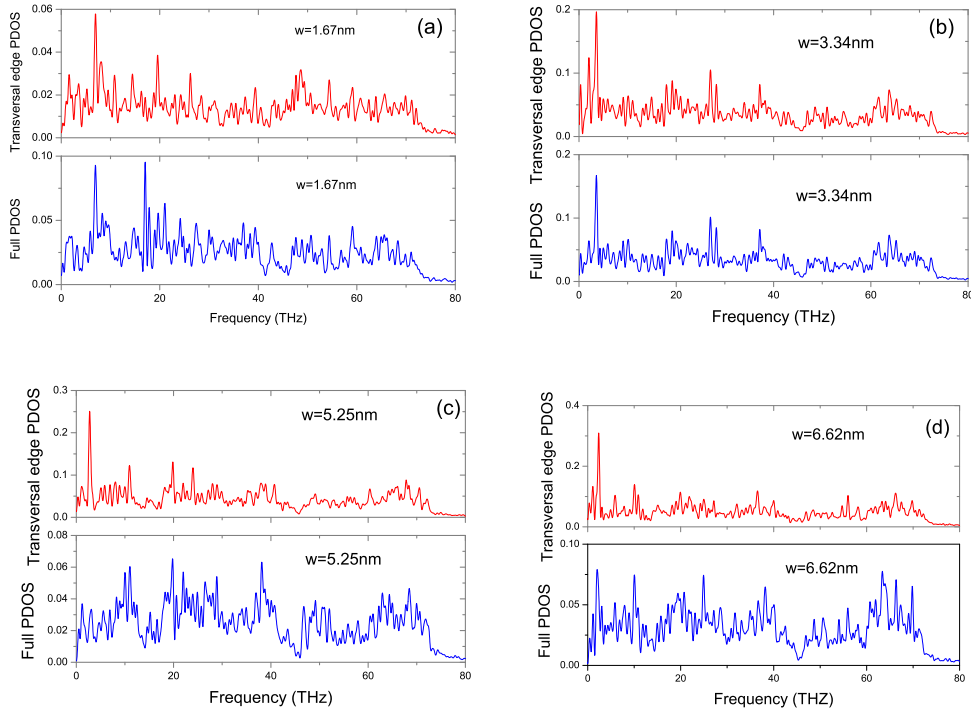 (a)
w=1.67nm
Transversal edge PDOS
0.06
0.04
0.02
0.00
w=1.67nm
Full PDOS
0.10
0.05
0.00
0 20 40 60 80
Frequency (THz)
(b)
w=3.34nm
Transversal edge PDOS
0.2
0.1
0.0
w=3.34nm
Full PDOS
0.2
0.1
0.0
0 20 40 60 80
Frequency (THz)
(c)
w=5.25nm
Transversal edge PDOS
0.3
0.2
0.1
0.0
w=5.25nm
Full PDOS
0.08
0.06
0.04
0.02
0.00
0 20 40 60 80
Frequency (THz)
(d)
w=6.62nm
Transversal edge PDOS
0.4
0.2
0.0
w=6.62nm
Full PDOS
0.10
0.05
0.00
0 20 40 60 80
Frequency (THZ)